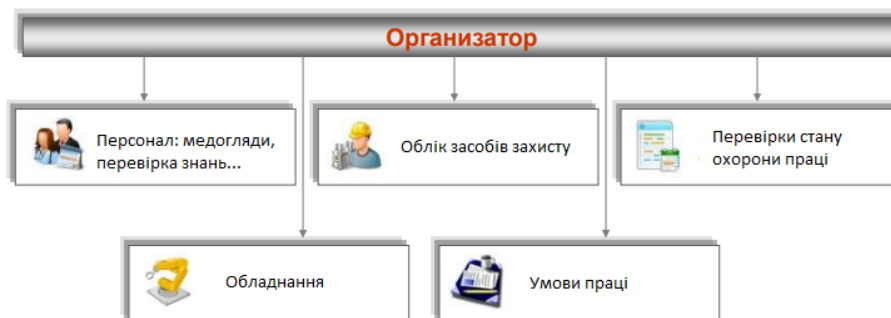 Организатор
Персонал: медогляди,
перевірка знань...
Облік засобів захисту
Перевірки стану
охорони праці
Обладнання
Умови праці